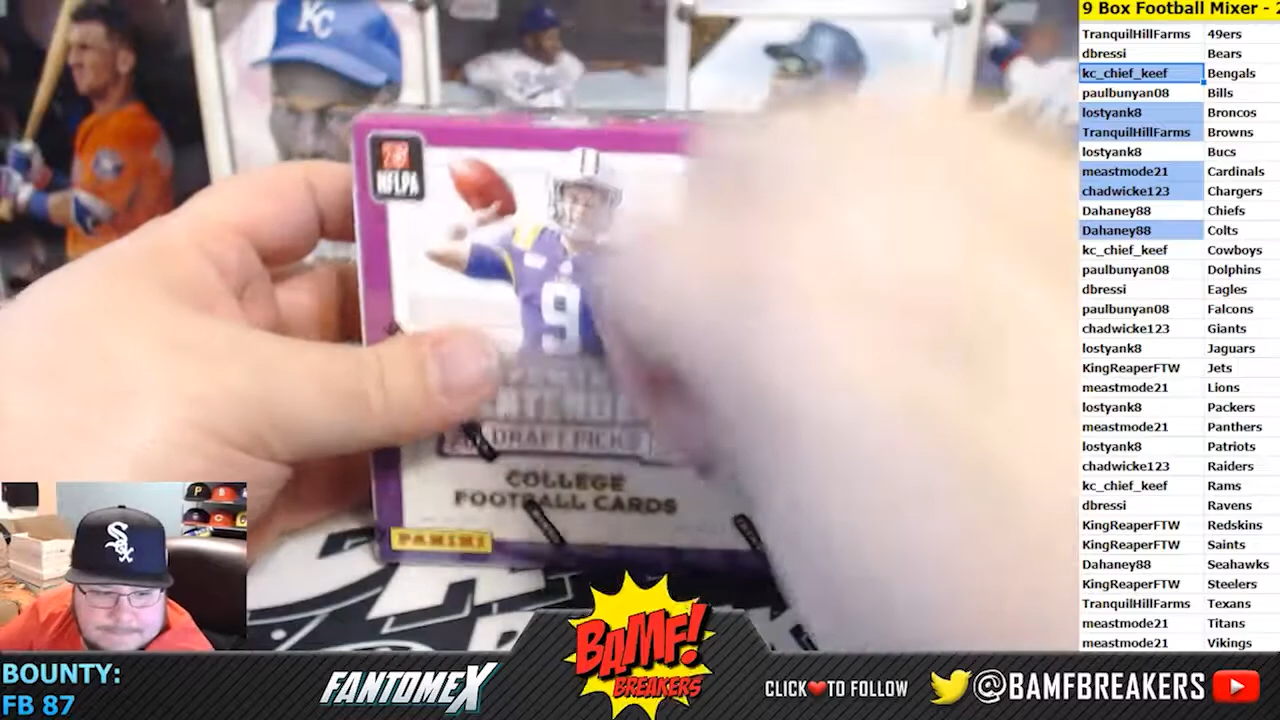 9 Box Football Mixer -
TranquilHillFarms 49ers
dbressi Bears
kc_chief_keef Bengals
paulbunyan08 Bills
lostyank8 Broncos
TranquilHillFarms Browns
lostyank8 Bucs
meastmode21 Cardinals
chadwicke123 Chargers
Dahaney88 Chiefs
Dahaney88 Colts
kc_chief_keef Cowboys
paulbunyan08 Dolphins
dbressi Eagles
paulbunyan08 Falcons
chadwicke123 Giants
lostyank8 Jaguars
KingReaperFTW Jets
meastmode21 Lions
lostyank8 Packers
meastmode21 Panthers
lostyank8 Patriots
chadwicke123 Raiders
kc_chief_keef Rams
dbressi Ravens
KingReaperFTW Redskins
KingReaperFTW Saints
Dahaney88 Seahawks
KingReaperFTW Steelers
TranquilHillFarms Texans
meastmode21 Titans
meastmode21 Vikings
KC
NFLPA
9
DRAFT PICKS
COLLEGE
FOOTBALL CARDS
PANINI
Sox
P
BOUNTY:
FB 87
FANTOMEX
BAMF!
BREAKERS
CLICK TO FOLLOW
@BAMFBREAKERS